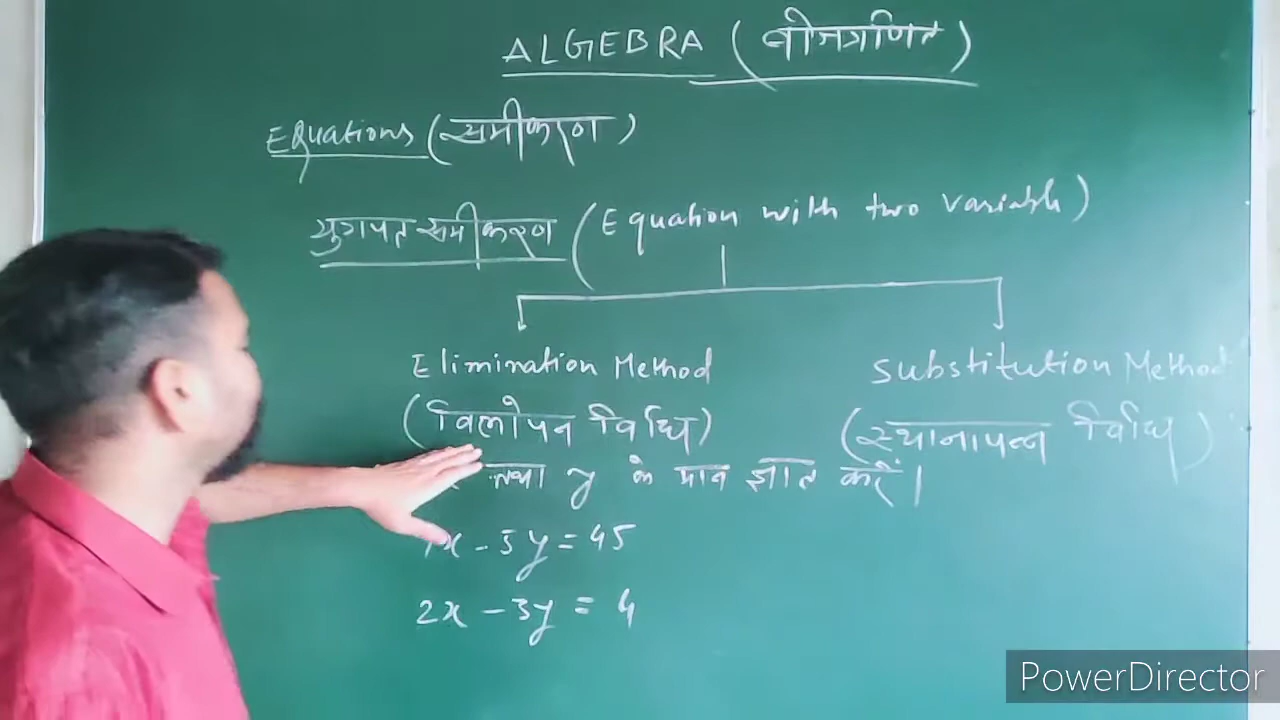 ALGEBRA (बीजगणित)
Equations (समीकरण)
युगपत समीकरण (Equation with two variable)
Elimination Method
Substitution Method
(विलोपन विधि)
(स्थानापन्न विधि)
तथा y के मान ज्ञात करें।
x - 5y = 45
2x - 3y = 4
PowerDirector